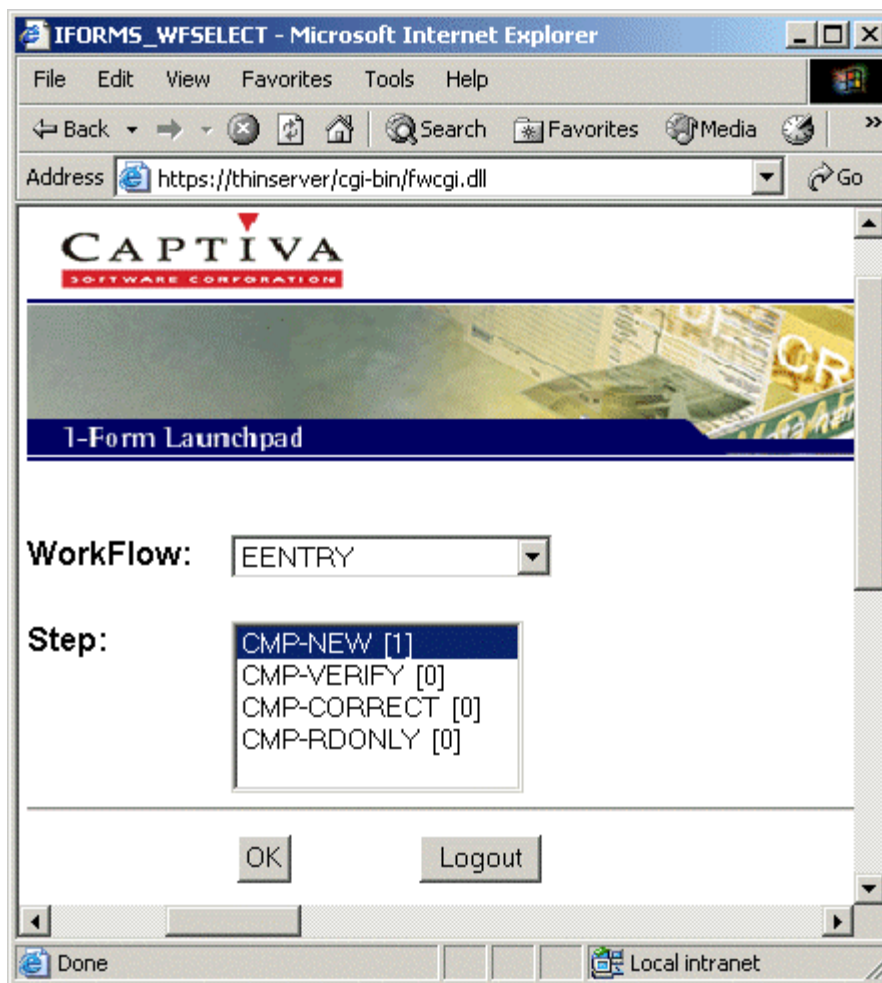 IFORMS_WFSELECT - Microsoft Internet Explorer
File Edit View Favorites Tools Help
Back Search Favorites Media »
Address https://thinserver/cgi-bin/fwcgi.dll Go
CAPTIVA
SOFTWARE CORPORATION
I-Form Launchpad
WorkFlow: EENTRY
Step: CMP-NEW [1]
CMP-VERIFY [0]
CMP-CORRECT [0]
CMP-RDONLY [0]
OK Logout
Done Local intranet